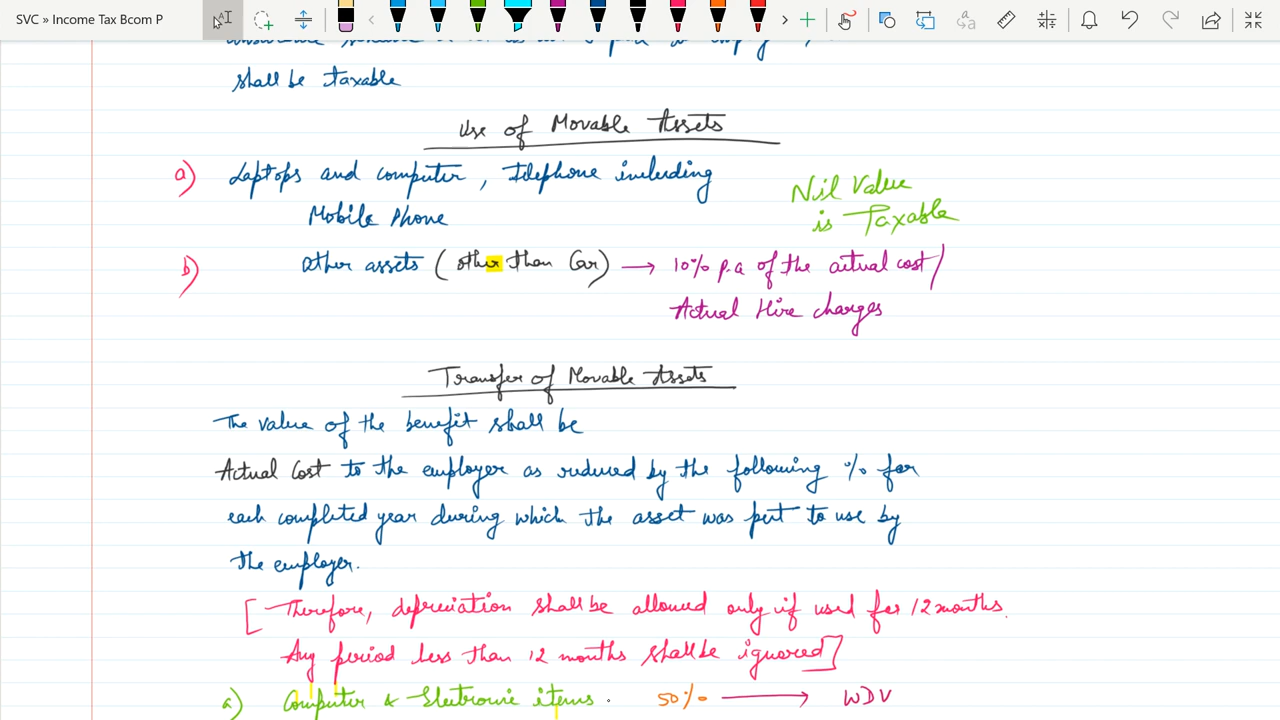 SVC » Income Tax Bcom P
shall be taxable
Use of Movable Assets
a) Laptops and computer, Telephone including
Mobile Phone
Nil Value
is Taxable
b) Other assets (other than Car) → 10% p.a of the actual cost/
Actual Hire charges
Transfer of Movable Assets
The value of the benefit shall be
Actual Cost to the employer as reduced by the following % for
each completed year during which the asset was put to use by
the employer.
[Therefore, depreciation shall be allowed only if used for 12 months.
Any period less than 12 months shall be ignored]
a) Computer & Electronic items 50% → WDV